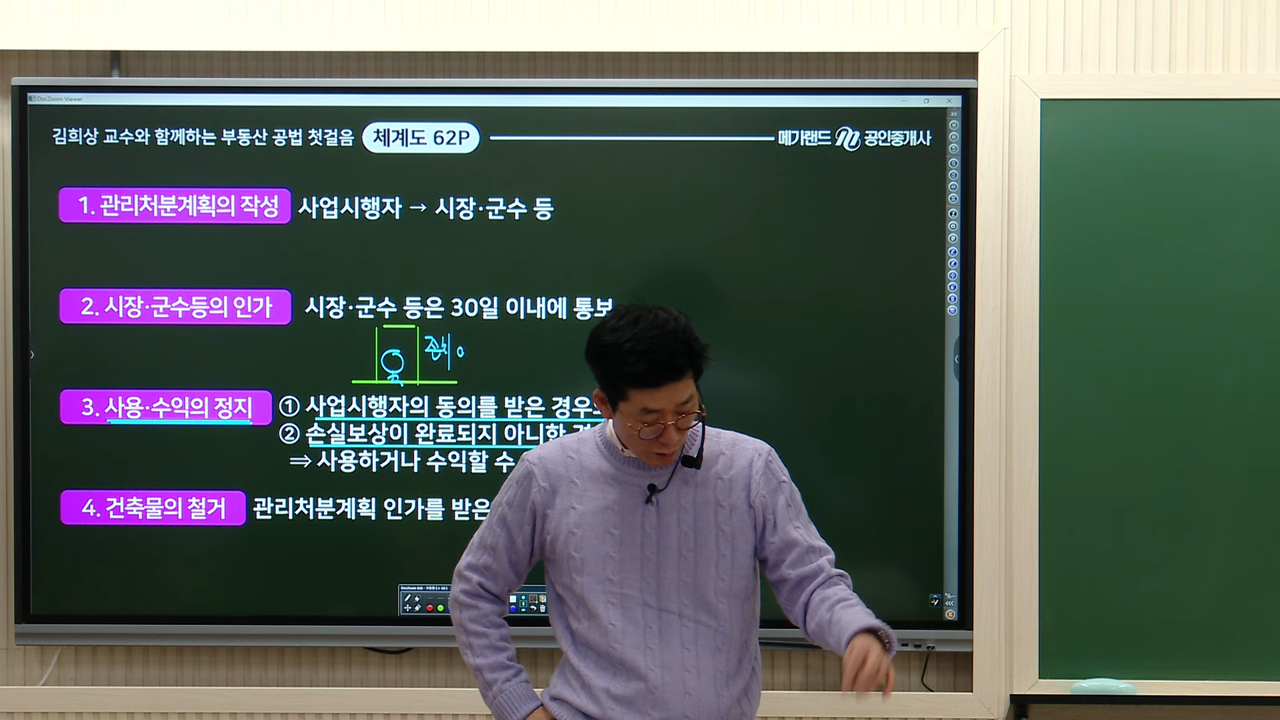 DocZoom Viewer
김희상 교수와 함께하는 부동산 공법 첫걸음 체계도 62P 메가랜드 공인중개사
1. 관리처분계획의 작성 사업시행자 → 시장·군수 등
2. 시장·군수등의 인가 시장·군수 등은 30일 이내에 통보
3. 사용·수익의 정지 ① 사업시행자의 동의를 받은 경우
② 손실보상이 완료되지 아니한
⇒ 사용하거나 수익할 수
4. 건축물의 철거 관리처분계획 인가를 받은